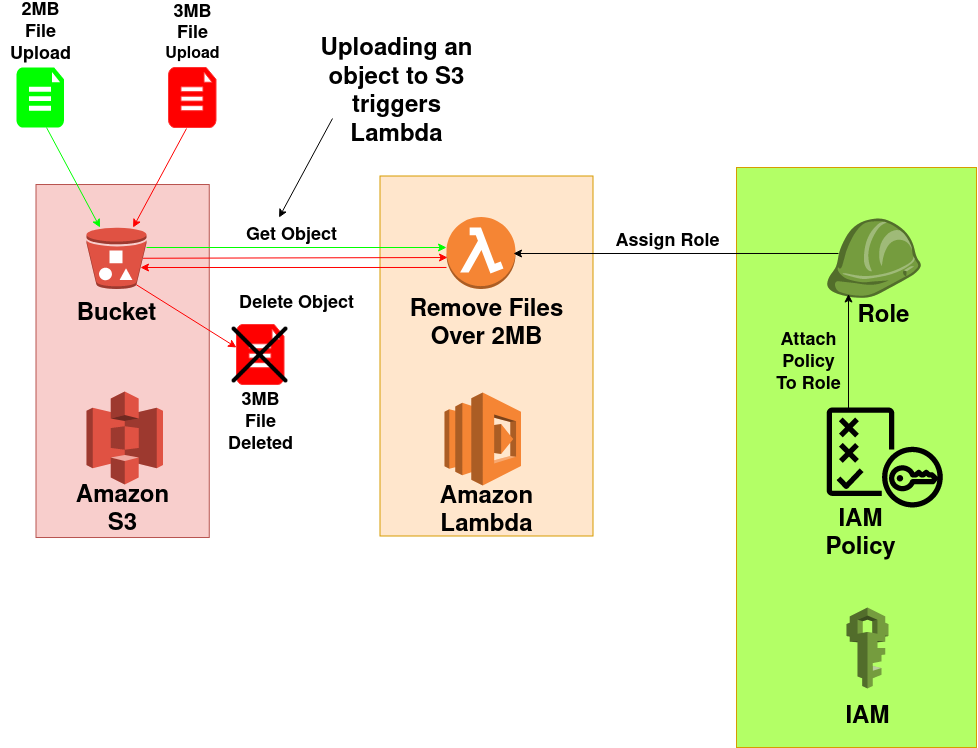 2MB
File
Upload
3MB
File
Upload
Uploading an
object to S3
triggers
Lambda
Get Object
Assign Role
Bucket
Delete Object
Remove Files
Over 2MB
Role
Attach
Policy
To Role
3MB
File
Deleted
Amazon
S3
Amazon
Lambda
IAM
Policy
IAM